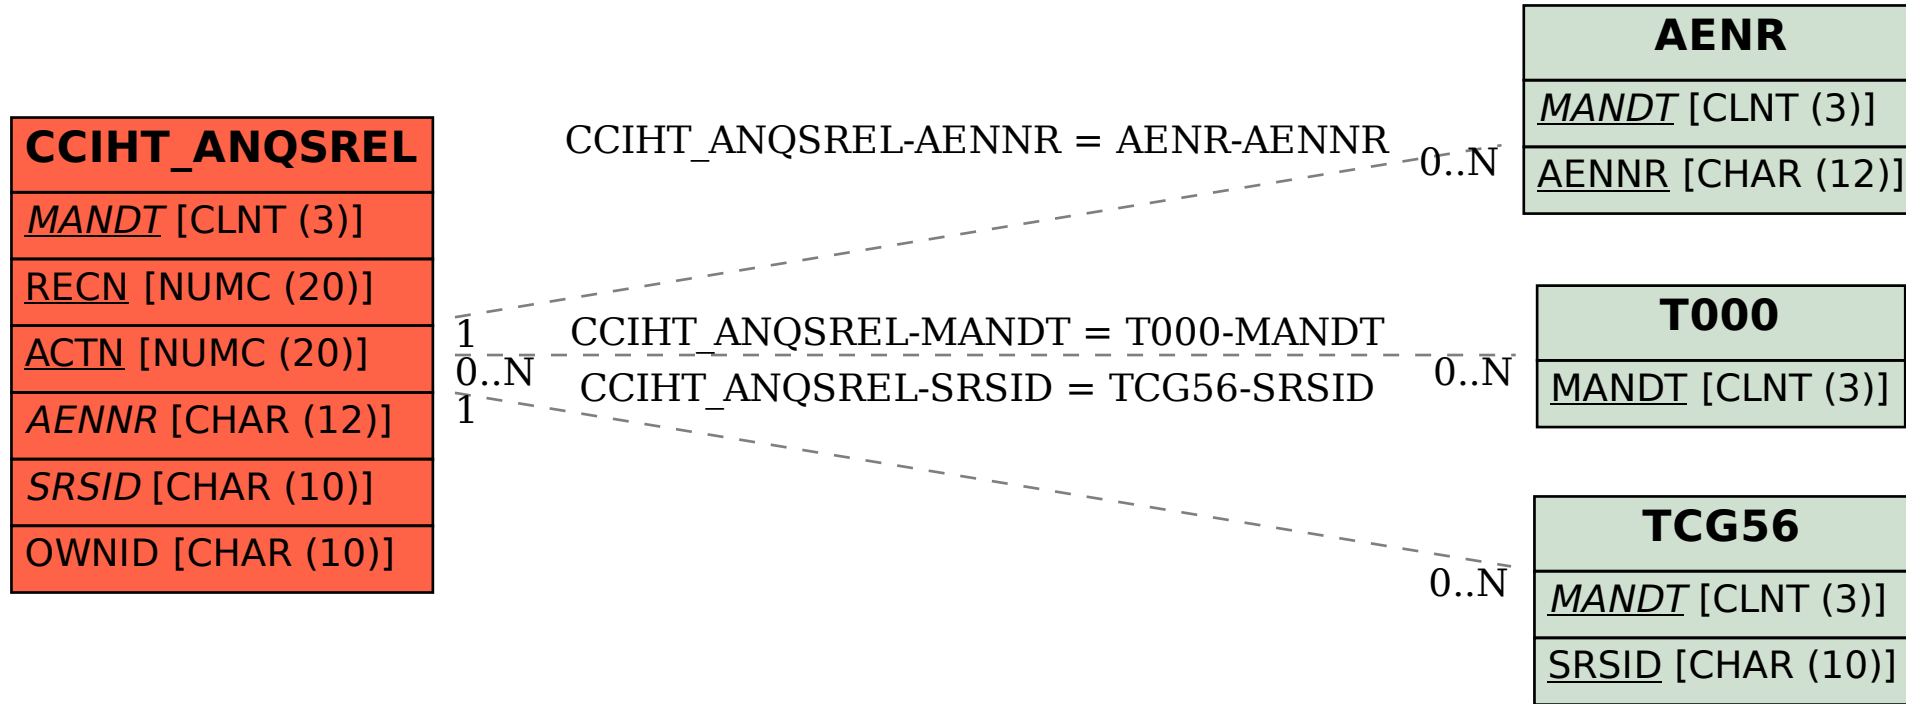 CCIHT_ANQSREL
MANDT [CLNT (3)]
RECN [NUMC (20)]
ACTN [NUMC (20)]
AENNR [CHAR (12)]
SRSID [CHAR (10)]
OWNID [CHAR (10)]
CCIHT_ANQSREL-AENNR = AENR-AENNR
0..N
1
CCIHT_ANQSREL-MANDT = T000-MANDT
0..N
0..N
CCIHT_ANQSREL-SRSID = TCG56-SRSID
1
0..N
AENR
MANDT [CLNT (3)]
AENNR [CHAR (12)]
T000
MANDT [CLNT (3)]
TCG56
MANDT [CLNT (3)]
SRSID [CHAR (10)]